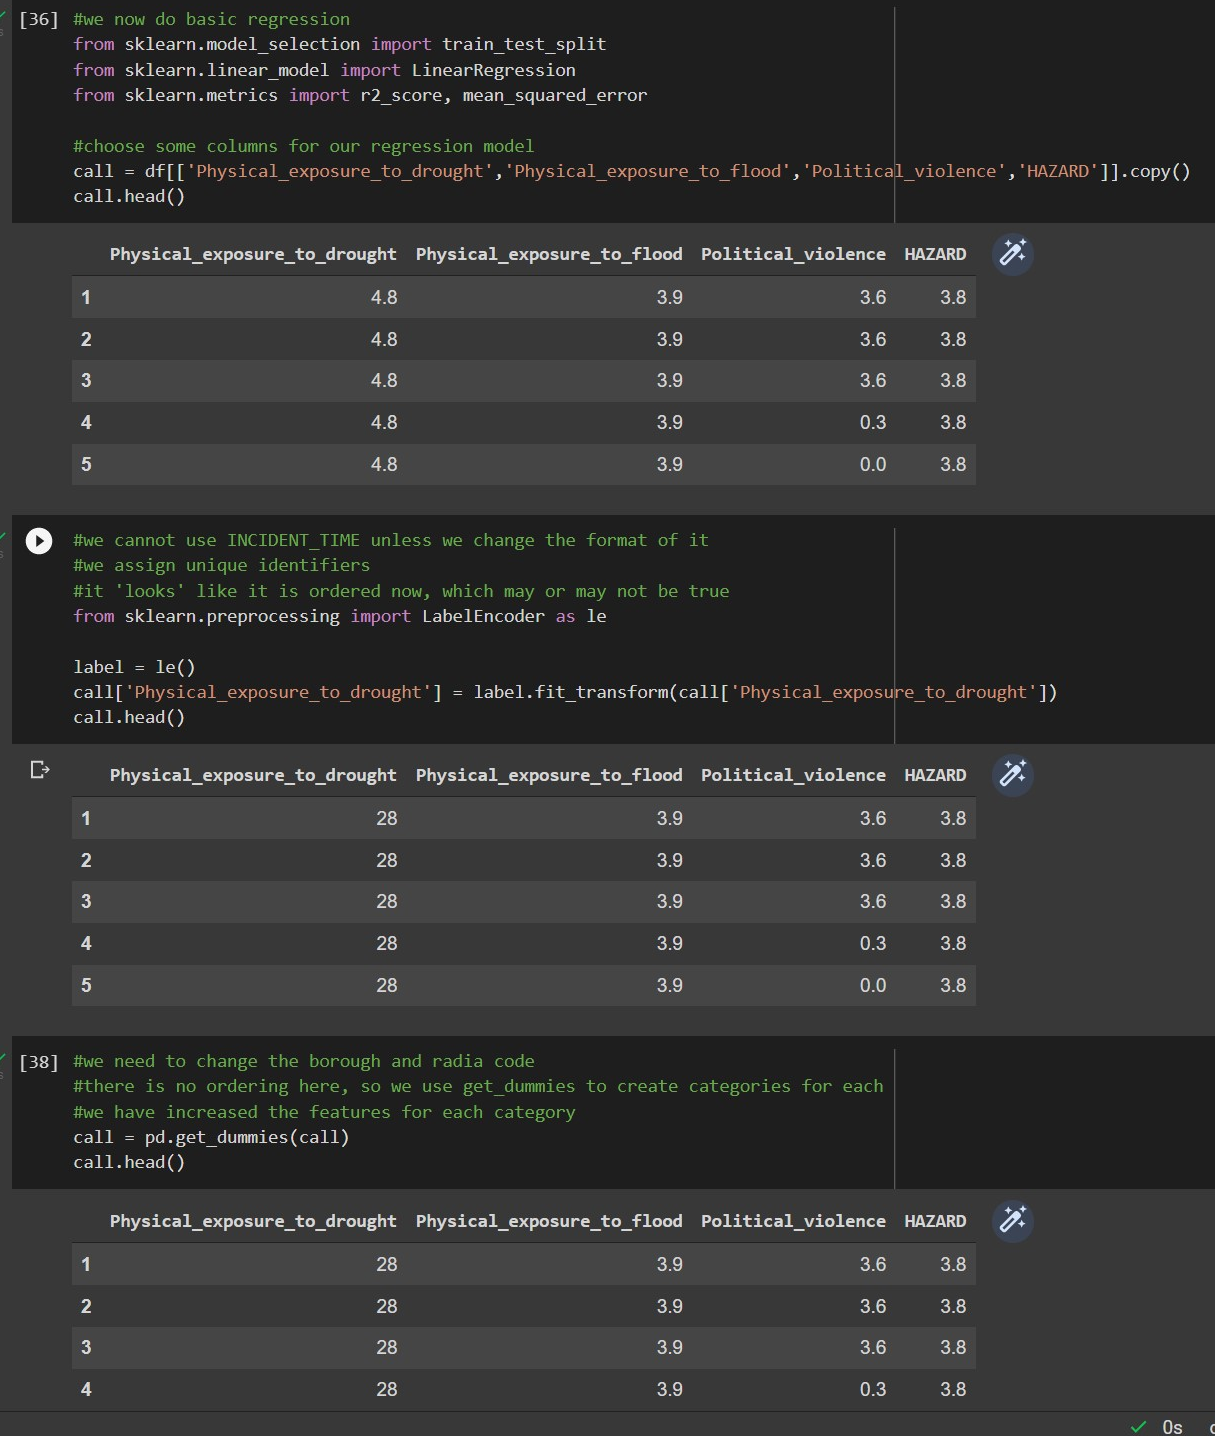 [36] #we now do basic regression
from sklearn.model_selection import train_test_split
from sklearn.linear_model import LinearRegression
from sklearn.metrics import r2_score, mean_squared_error
#choose some columns for our regression model
call = df[['Physical_exposure_to_drought','Physical_exposure_to_flood','Political_violence','HAZARD']].copy()
call.head()
Physical_exposure_to_drought Physical_exposure_to_flood Political_violence HAZARD
1 4.8 3.9 3.6 3.8
2 4.8 3.9 3.6 3.8
3 4.8 3.9 3.6 3.8
4 4.8 3.9 0.3 3.8
5 4.8 3.9 0.0 3.8
#we cannot use INCIDENT_TIME unless we change the format of it
#we assign unique identifiers
#it 'looks' like it is ordered now, which may or may not be true
from sklearn.preprocessing import LabelEncoder as le
label = le()
call['Physical_exposure_to_drought'] = label.fit_transform(call['Physical_exposure_to_drought'])
call.head()
Physical_exposure_to_drought Physical_exposure_to_flood Political_violence HAZARD
1 28 3.9 3.6 3.8
2 28 3.9 3.6 3.8
3 28 3.9 3.6 3.8
4 28 3.9 0.3 3.8
5 28 3.9 0.0 3.8
[38] #we need to change the borough and radia code
#there is no ordering here, so we use get_dummies to create categories for each
#we have increased the features for each category
call = pd.get_dummies(call)
call.head()
Physical_exposure_to_drought Physical_exposure_to_flood Political_violence HAZARD
1 28 3.9 3.6 3.8
2 28 3.9 3.6 3.8
3 28 3.9 3.6 3.8
4 28 3.9 0.3 3.8
0s